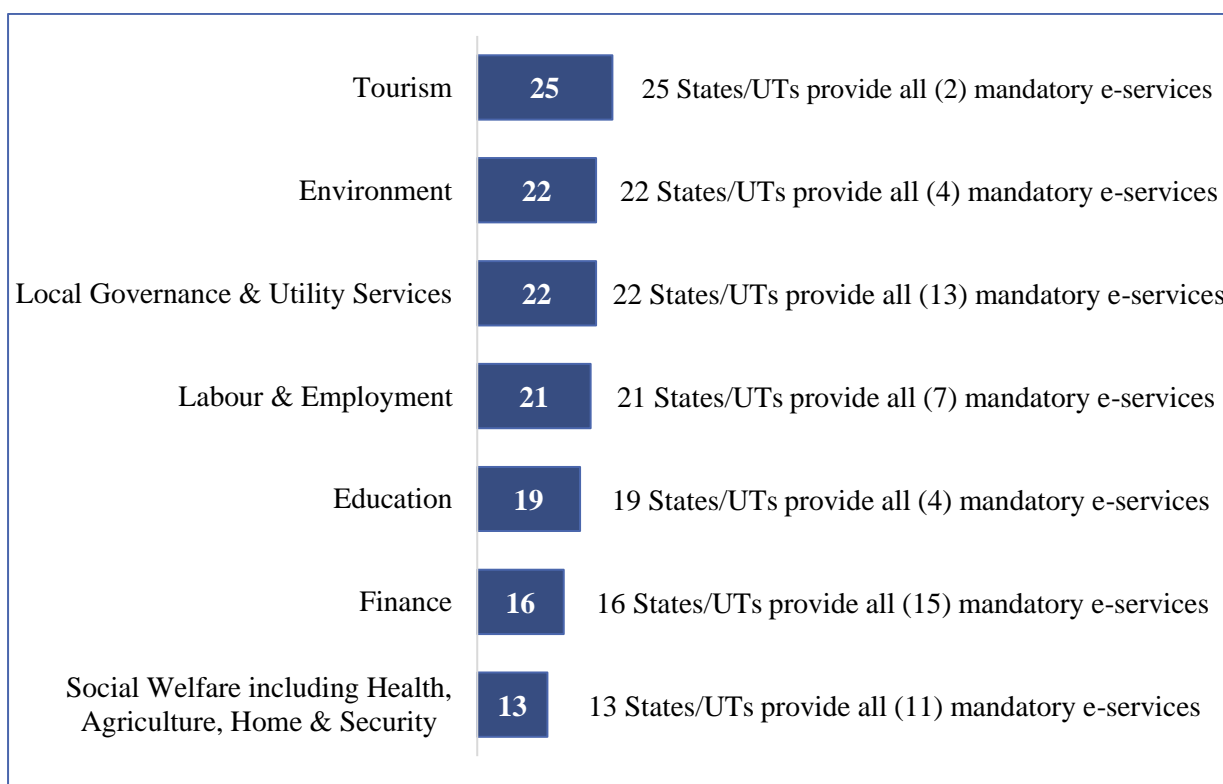 Tourism
25
25 States/UTs provide all (2) mandatory e-services
Environment
22
22 States/UTs provide all (4) mandatory e-services
Local Governance & Utility Services
22
22 States/UTs provide all (13) mandatory e-services
Labour & Employment
21
21 States/UTs provide all (7) mandatory e-services
Education
19
19 States/UTs provide all (4) mandatory e-services
Finance
16
16 States/UTs provide all (15) mandatory e-services
Social Welfare including Health,
Agriculture, Home & Security
13
13 States/UTs provide all (11) mandatory e-services